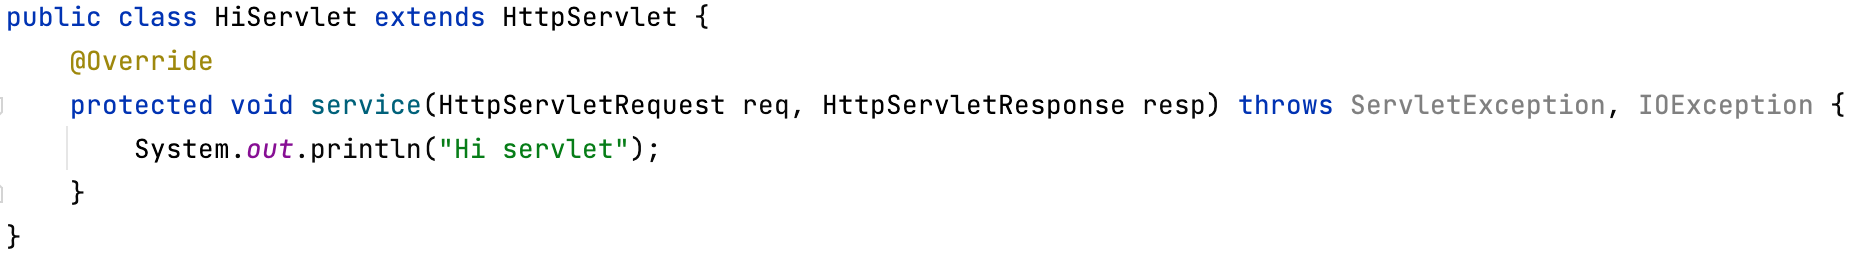 public class HiServlet extends HttpServlet {
    @Override
    protected void service(HttpServletRequest req, HttpServletResponse resp) throws ServletException, IOException {
        System.out.println("Hi servlet");
    }
}